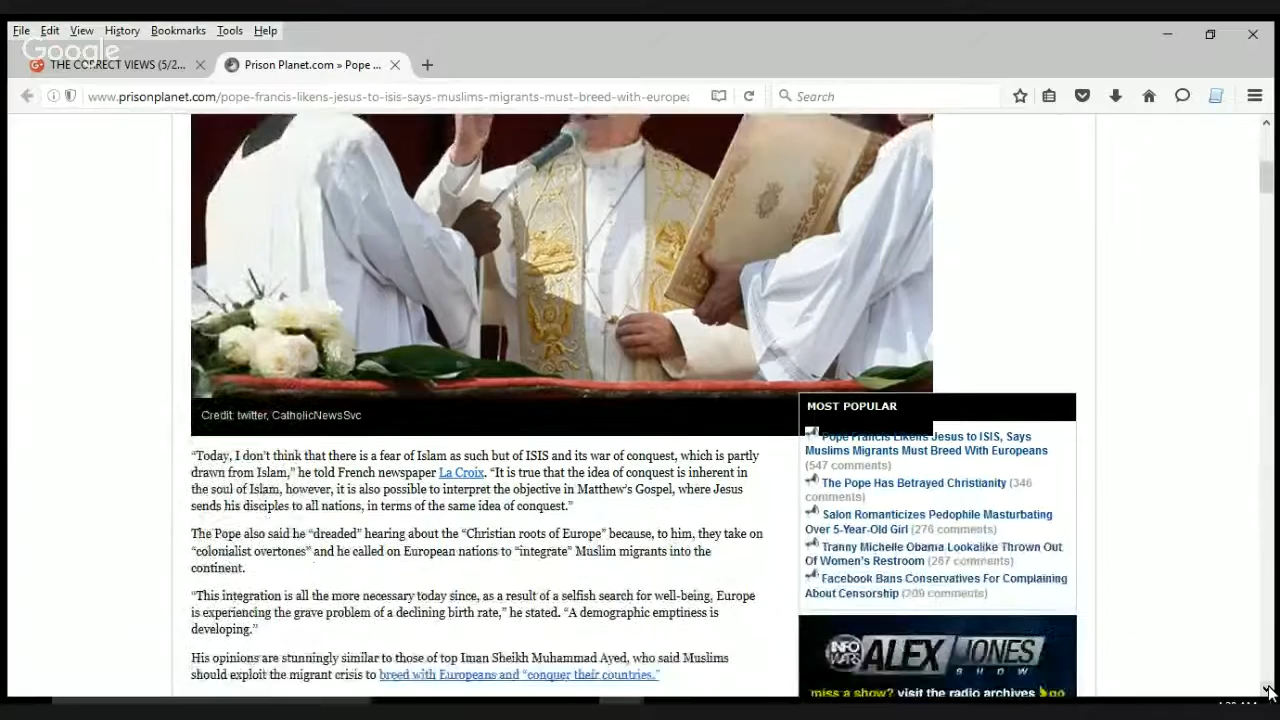 File Edit View History Bookmarks Tools Help
Google
THE CORRECT VIEWS (5/2...
Prison Planet.com » Pope ...
www.prisonplanet.com/pope-francis-likens-jesus-to-isis-says-muslims-migrants-must-breed-with-europea
Search
Credit: twitter, CatholicNewsSvc
“Today, I don’t think that there is a fear of Islam as such but of ISIS and its war of conquest, which is partly
drawn from Islam,” he told French newspaper La Croix. “It is true that the idea of conquest is inherent in
the soul of Islam, however, it is also possible to interpret the objective in Matthew’s Gospel, where Jesus
sends his disciples to all nations, in terms of the same idea of conquest.”
The Pope also said he “dreaded” hearing about the “Christian roots of Europe” because, to him, they take on
“colonialist overtones” and he called on European nations to “integrate” Muslim migrants into the
continent.
“This integration is all the more necessary today since, as a result of a selfish search for well-being, Europe
is experiencing the grave problem of a declining birth rate,” he stated. “A demographic emptiness is
developing.”
His opinions are stunningly similar to those of top Iman Sheikh Muhammad Ayed, who said Muslims
should exploit the migrant crisis to breed with Europeans and “conquer their countries.”
MOST POPULAR
Pope Francis Likens Jesus to ISIS, Says
Muslims Migrants Must Breed With Europeans
(547 comments)
The Pope Has Betrayed Christianity (346
comments)
Salon Romanticizes Pedophile Masturbating
Over 5-Year-Old Girl (276 comments)
Tranny Michelle Obama Lookalike Thrown Out
Of Women's Restroom (267 comments)
Facebook Bans Conservatives For Complaining
About Censorship (209 comments)
INFO WARS ALEX JONES
SHOW
miss a show? visit the radio archives go